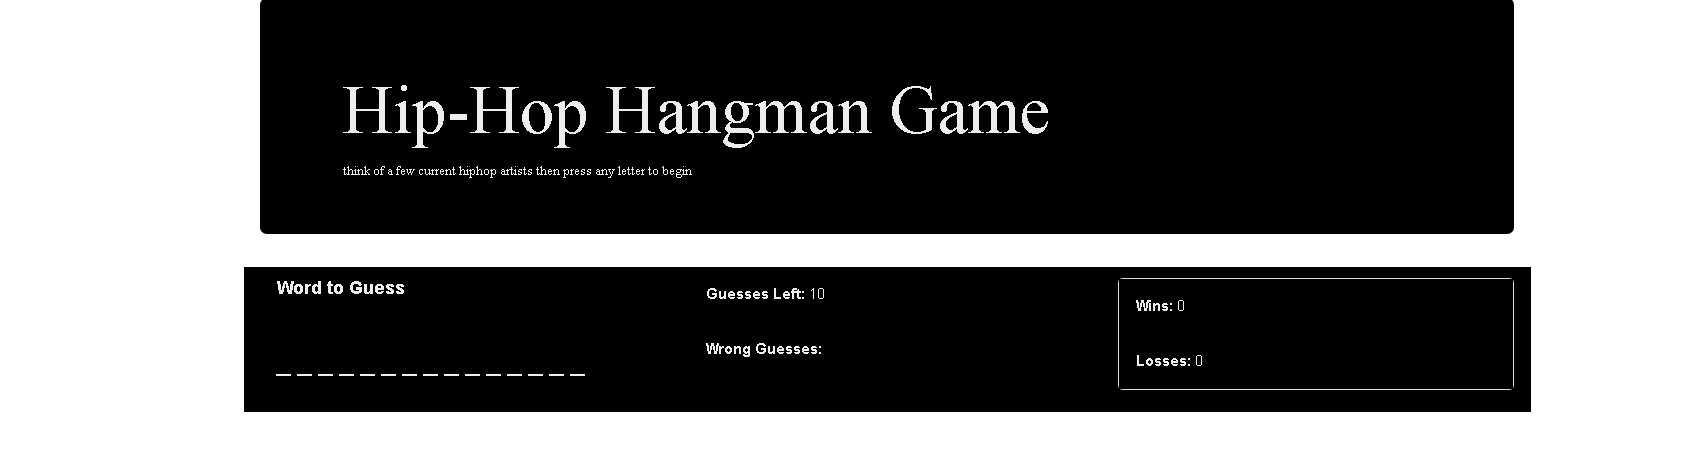 Hip-Hop Hangman Game
think of a few current hiphop artists then press any letter to begin
Word to Guess
_ _ _ _ _ _ _ _ _ _ _ _ _ _ _
Guesses Left: 10
Wrong Guesses:
Wins: 0
Losses: 0